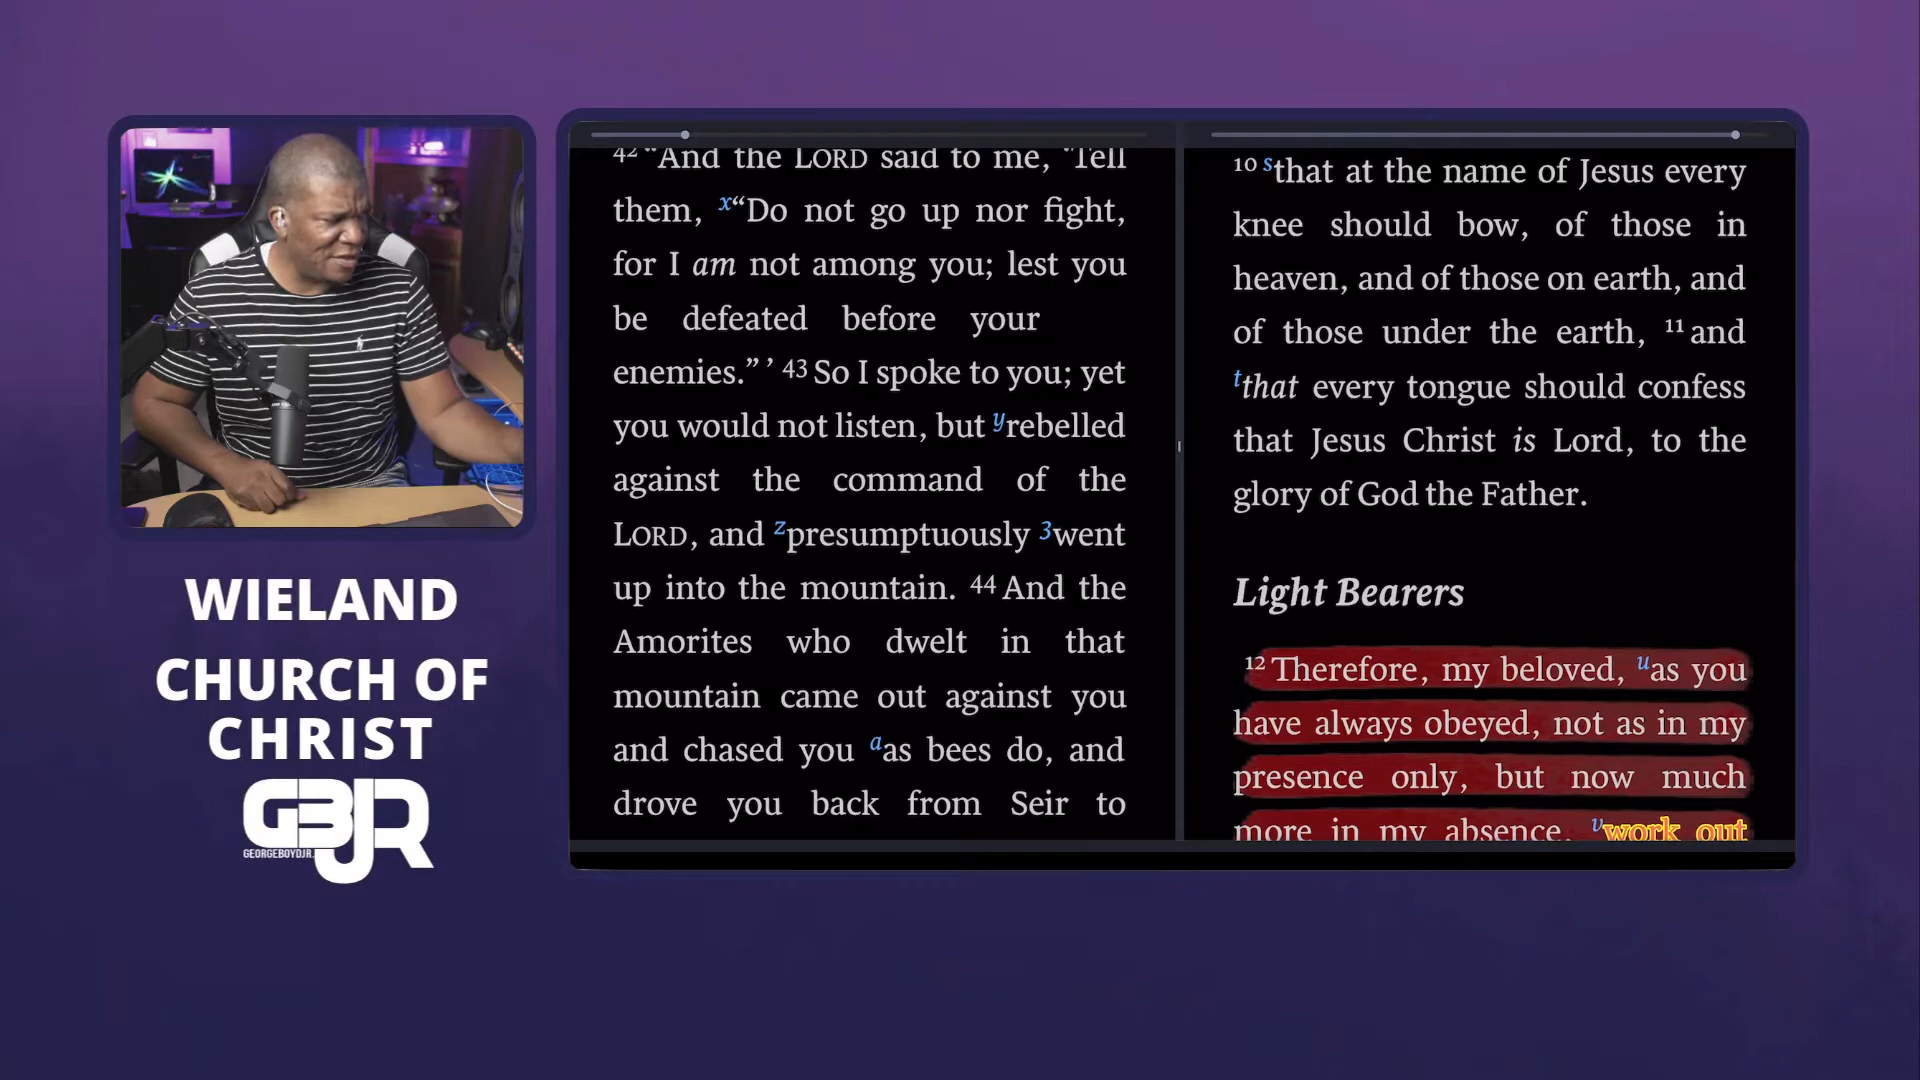 WIELAND
CHURCH OF
CHRIST
GBJR
GEORGEBOYDJR.
42 “And the LORD said to me, ‘Tell
them, x“Do not go up nor fight,
for I am not among you; lest you
be defeated before your
enemies.” ’ 43 So I spoke to you; yet
you would not listen, but yrebelled
against the command of the
LORD, and zpresumptuously 3went
up into the mountain. 44 And the
Amorites who dwelt in that
mountain came out against you
and chased you aas bees do, and
drove you back from Seir to
10 sthat at the name of Jesus every
knee should bow, of those in
heaven, and of those on earth, and
of those under the earth, 11 and
tthat every tongue should confess
that Jesus Christ is Lord, to the
glory of God the Father.
Light Bearers
12 Therefore, my beloved, uas you
have always obeyed, not as in my
presence only, but now much
more in my absence, vwork out